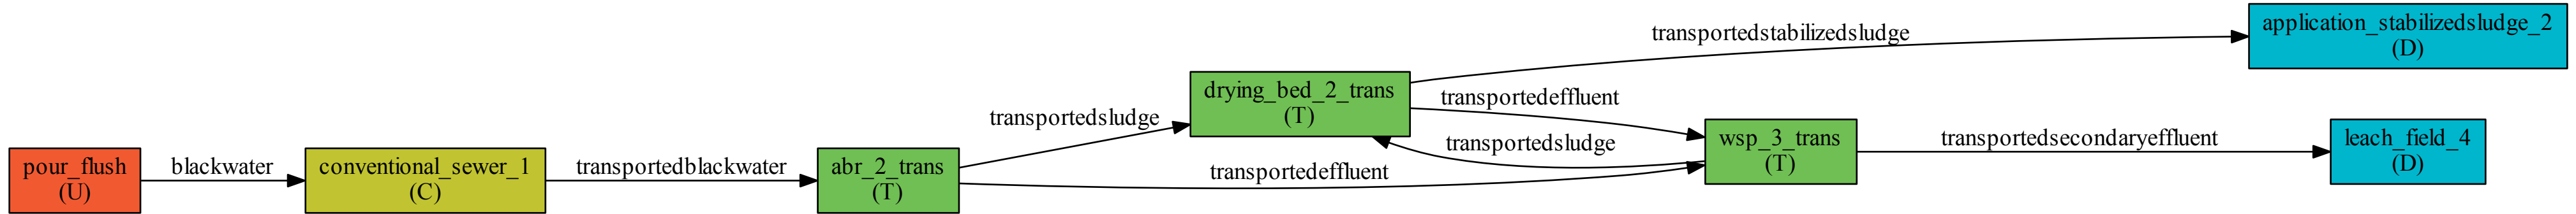 pour_flush
(U)
blackwater
conventional_sewer_1
(C)
transportedblackwater
abr_2_trans
(T)
transportedsludge
transportedeffluent
drying_bed_2_trans
(T)
transportedstabilizedsludge
transportedeffluent
transportedsludge
wsp_3_trans
(T)
transportedsecondaryeffluent
application_stabilizedsludge_2
(D)
leach_field_4
(D)